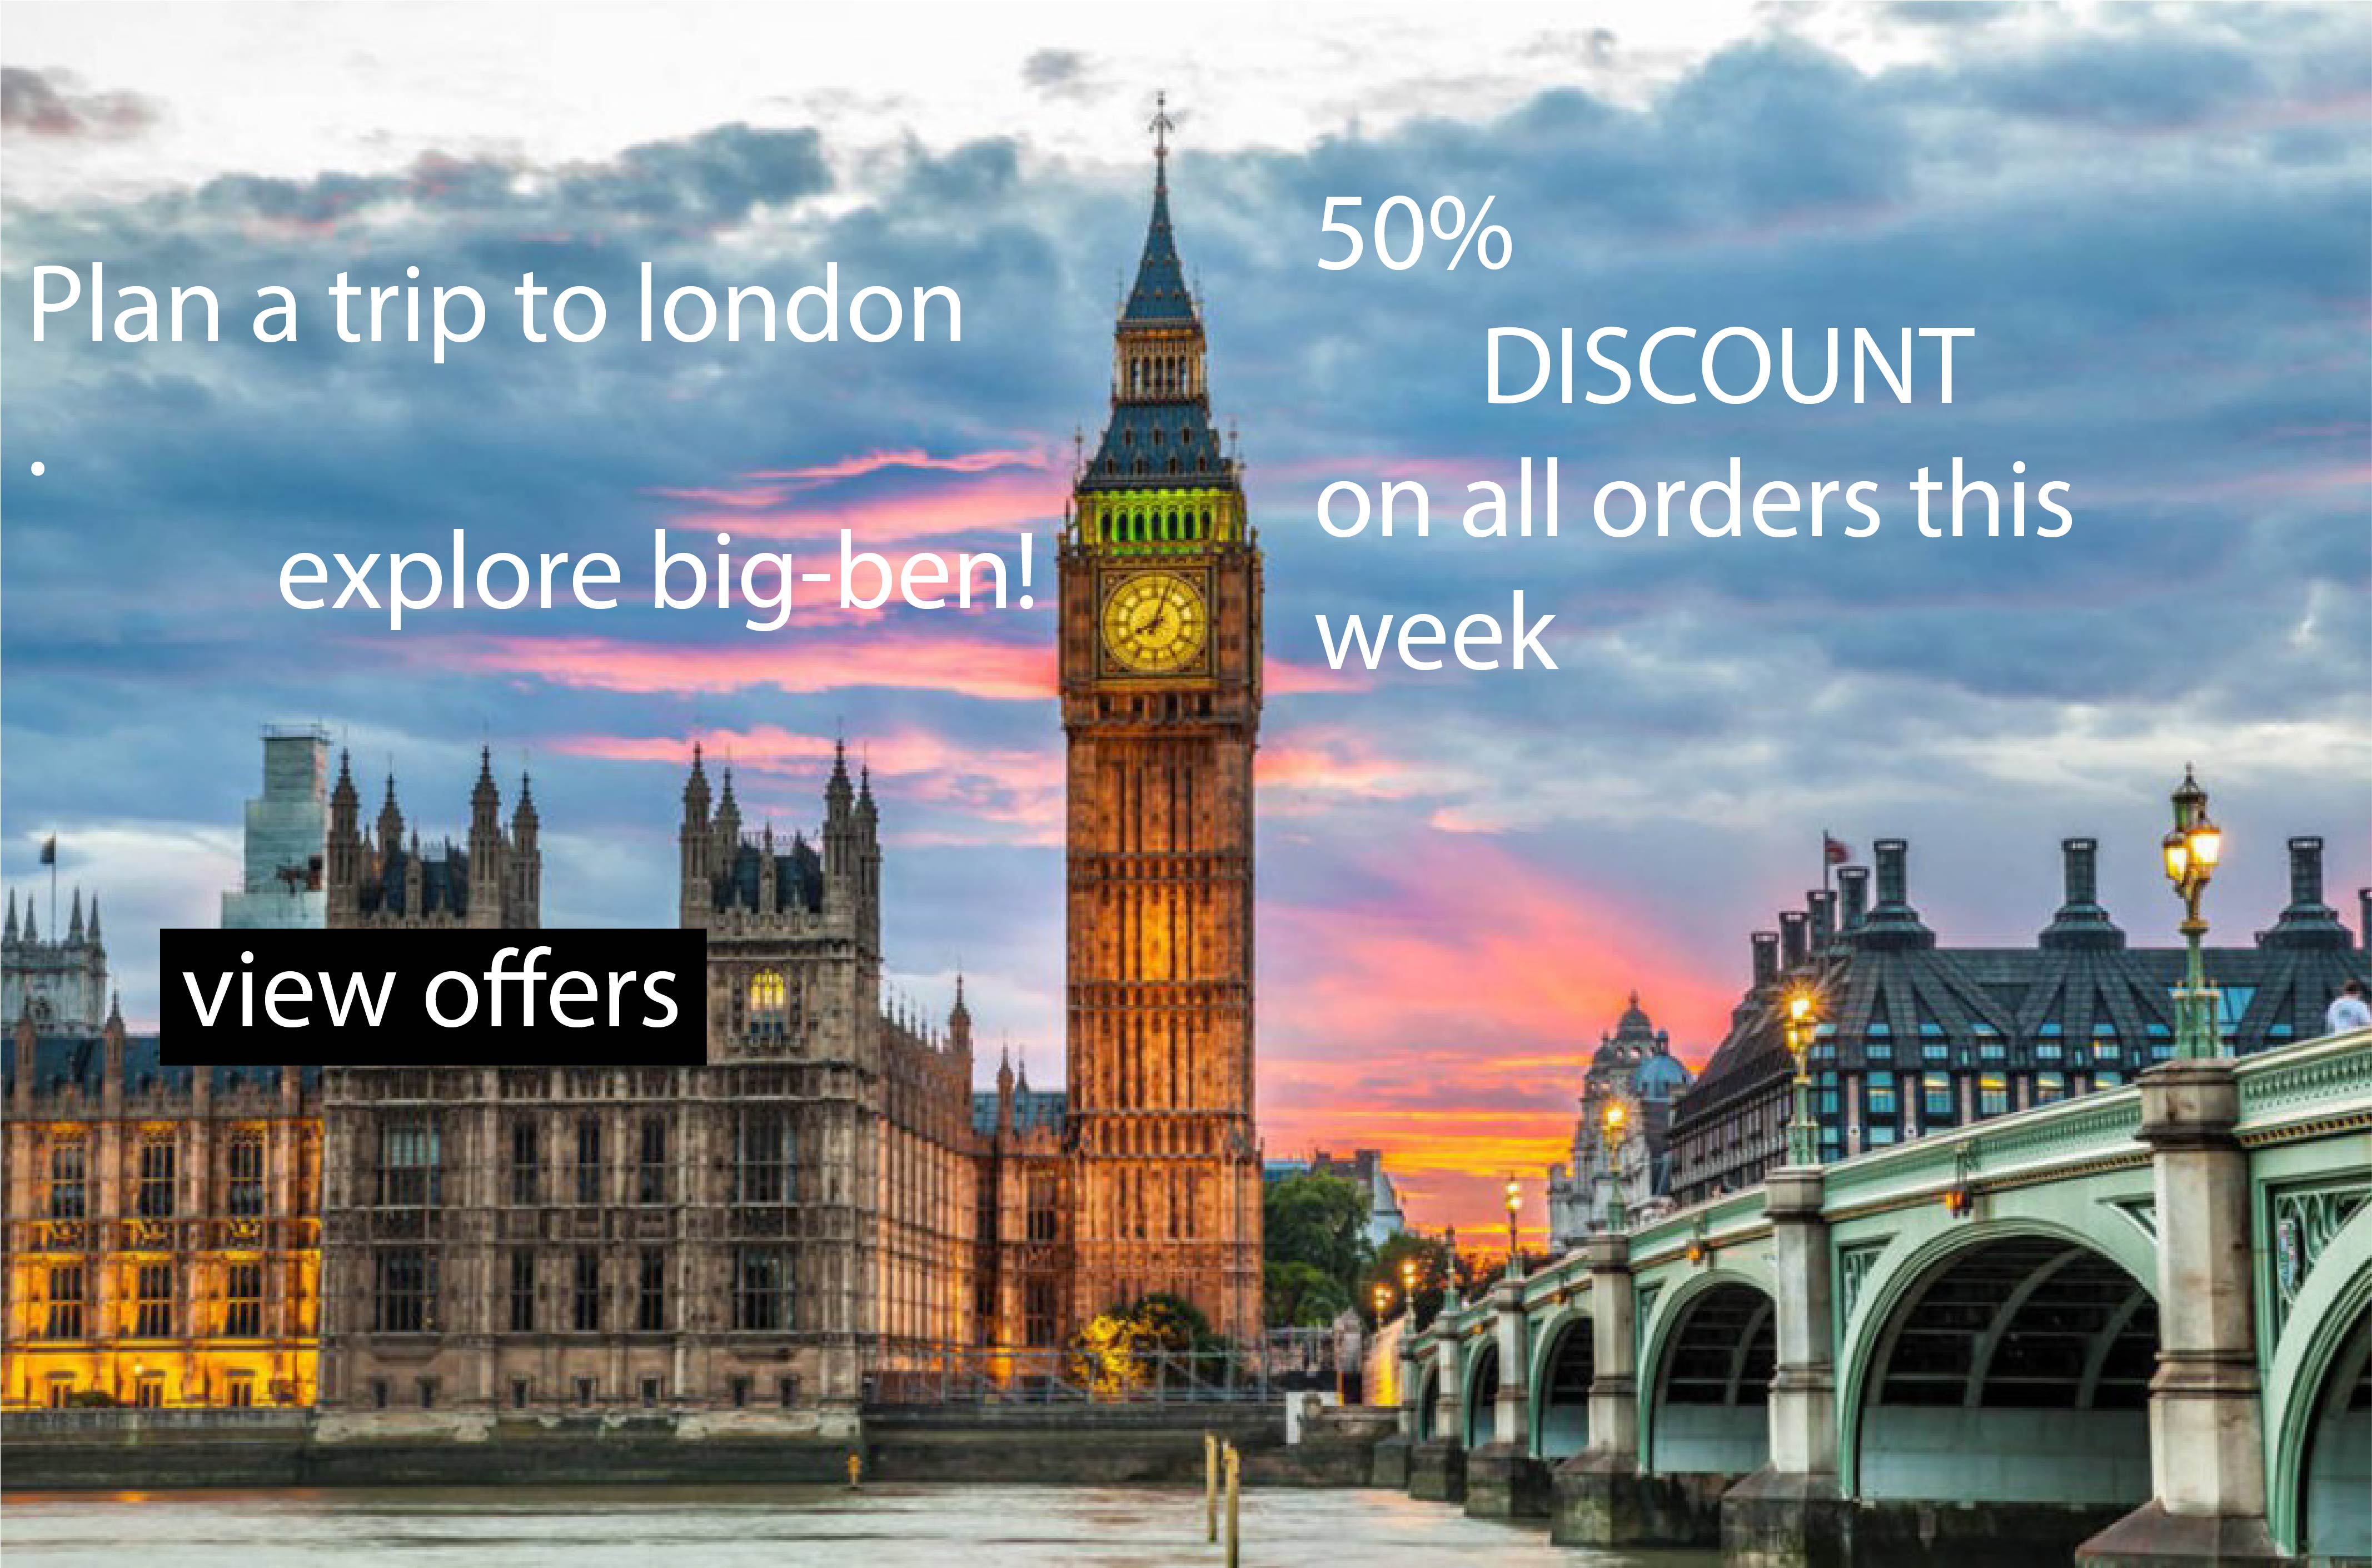 Plan a trip to london
.
explore big-ben!
50%
DISCOUNT
on all orders this
week
view offers